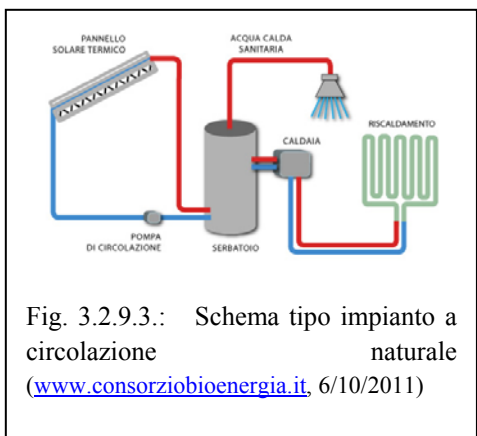 PANNELLO
SOLARE TERMICO
ACQUA CALDA
SANITARIA
RISCALDAMENTO
CALDAIA
POMPA
DI CIRCOLAZIONE
SERBATOIO
Fig. 3.2.9.3.: Schema tipo impianto a
circolazione naturale
(www.consorziobioenergia.it, 6/10/2011)